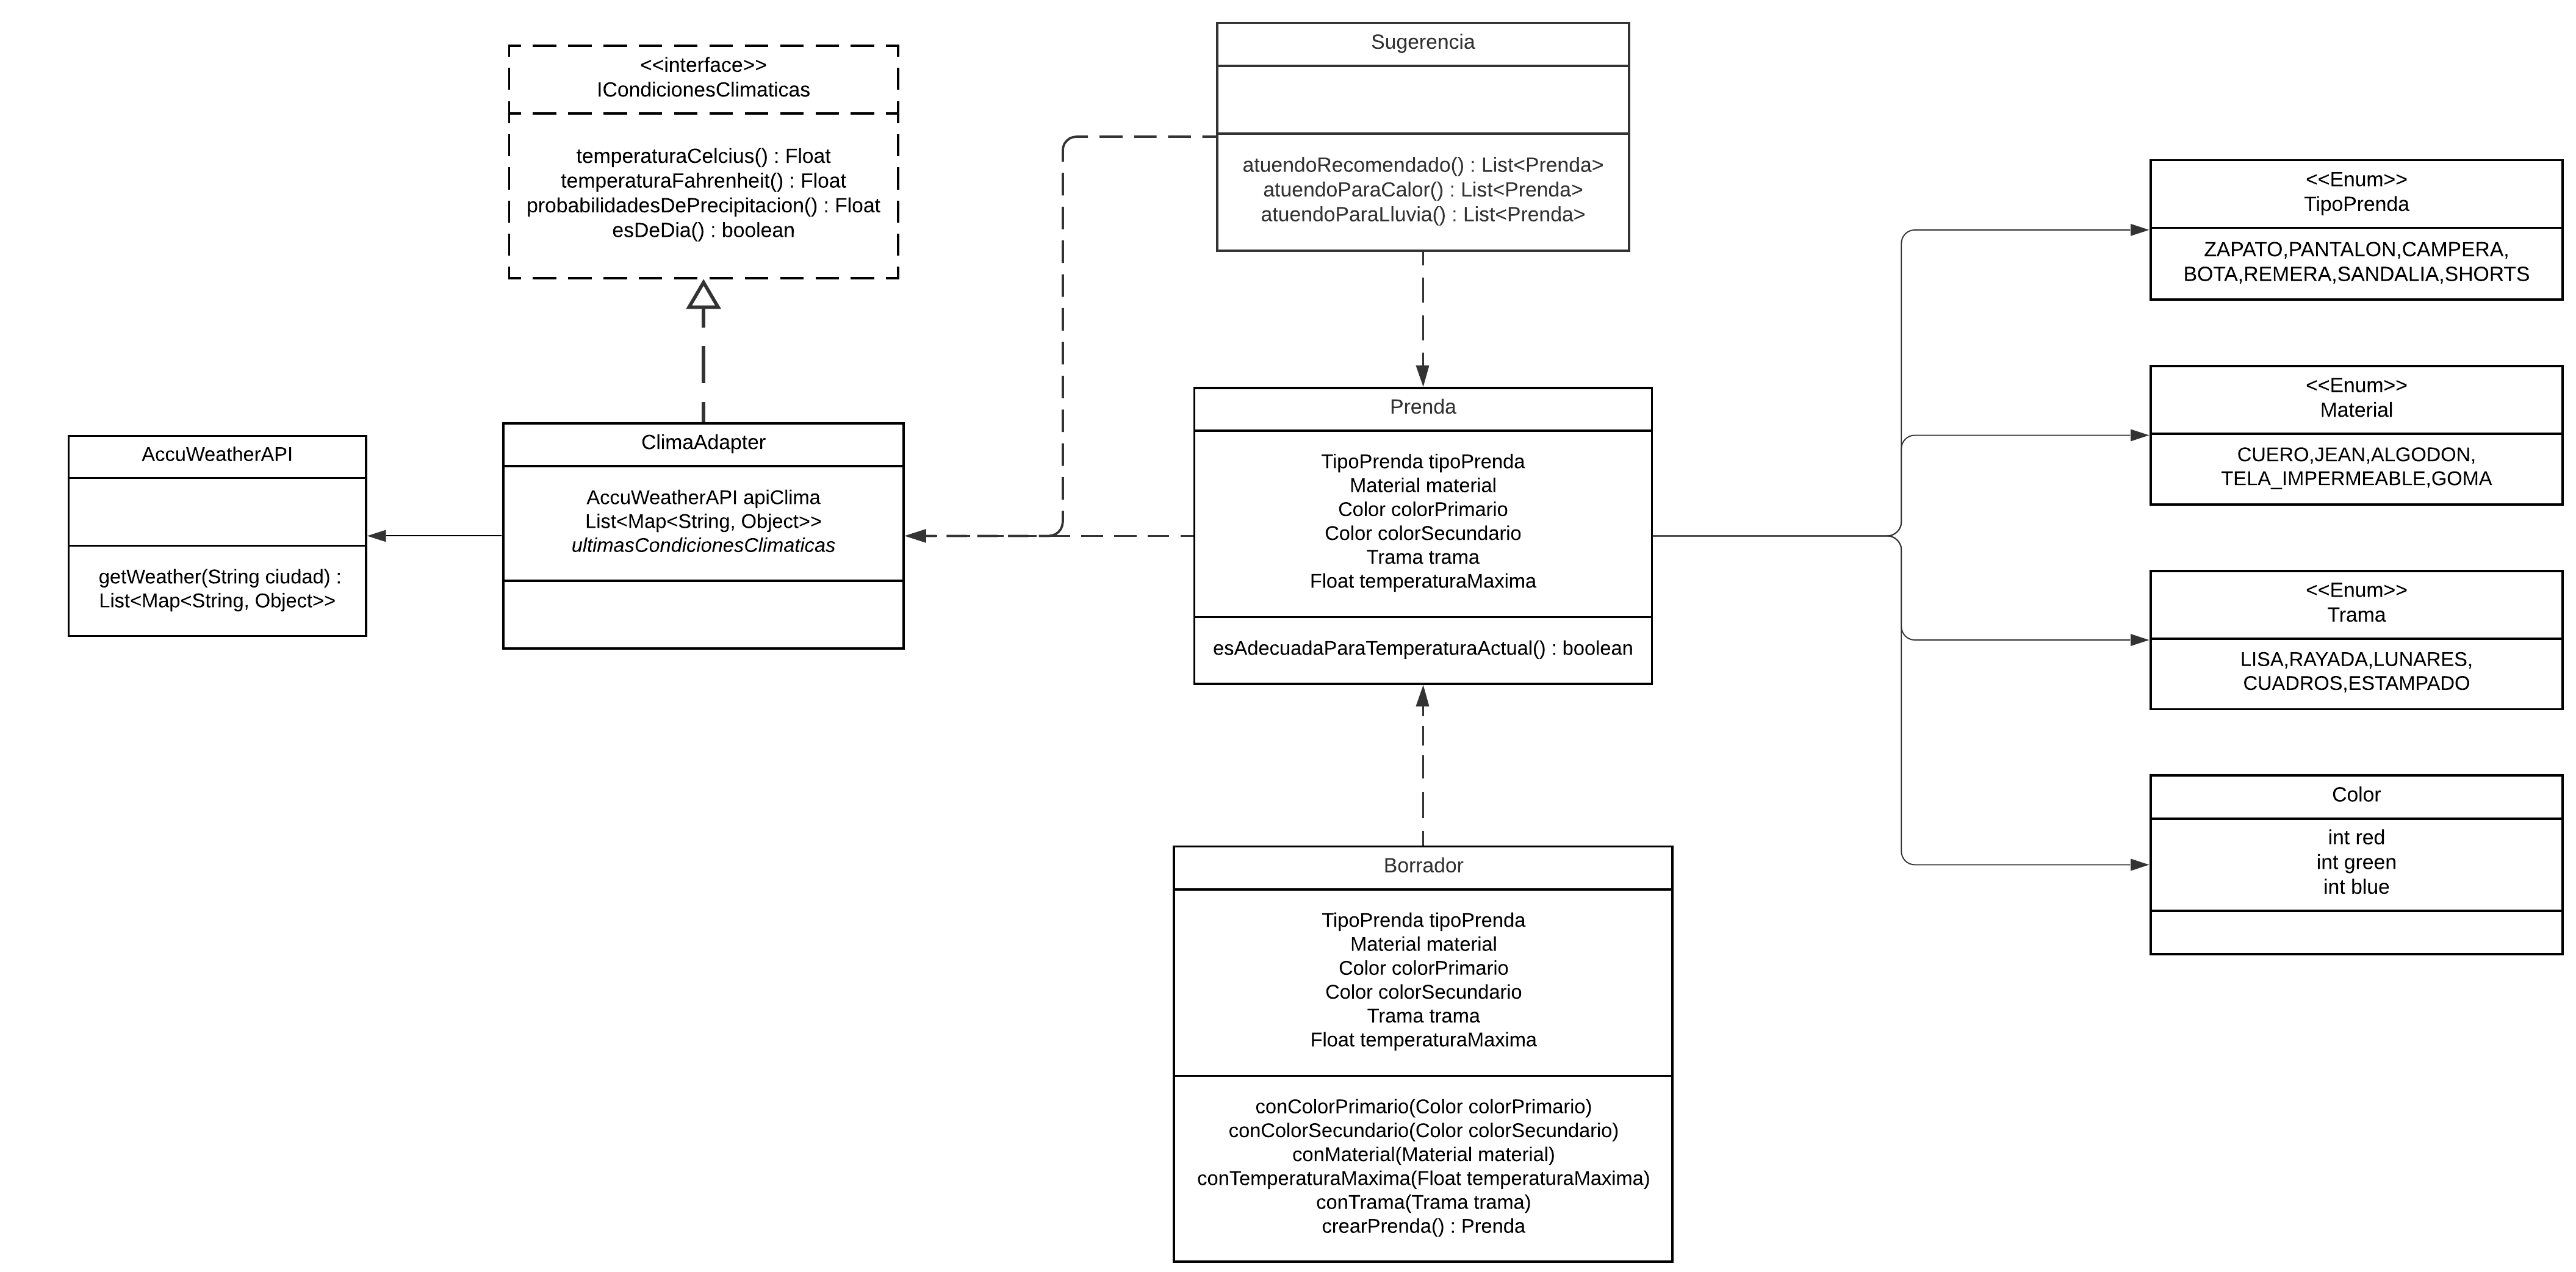 <<interface>>
ICondicionesClimaticas
temperaturaCelcius() : Float
temperaturaFahrenheit() : Float
probabilidadesDePrecipitacion() : Float
esDeDia() : boolean
Sugerencia
atuendoRecomendado() : List<Prenda>
atuendoParaCalor() : List<Prenda>
atuendoParaLluvia() : List<Prenda>
AccuWeatherAPI
getWeather(String ciudad) :
List<Map<String, Object>>
ClimaAdapter
AccuWeatherAPI apiClima
List<Map<String, Object>>
ultimasCondicionesClimaticas
Prenda
TipoPrenda tipoPrenda
Material material
Color colorPrimario
Color colorSecundario
Trama trama
Float temperaturaMaxima
esAdecuadaParaTemperaturaActual() : boolean
Borrador
TipoPrenda tipoPrenda
Material material
Color colorPrimario
Color colorSecundario
Trama trama
Float temperaturaMaxima
conColorPrimario(Color colorPrimario)
conColorSecundario(Color colorSecundario)
conMaterial(Material material)
conTemperaturaMaxima(Float temperaturaMaxima)
conTrama(Trama trama)
crearPrenda() : Prenda
<<Enum>>
TipoPrenda
ZAPATO,PANTALON,CAMPERA,
BOTA,REMERA,SANDALIA,SHORTS
<<Enum>>
Material
CUERO,JEAN,ALGODON,
TELA_IMPERMEABLE,GOMA
<<Enum>>
Trama
LISA,RAYADA,LUNARES,
CUADROS,ESTAMPADO
Color
int red
int green
int blue